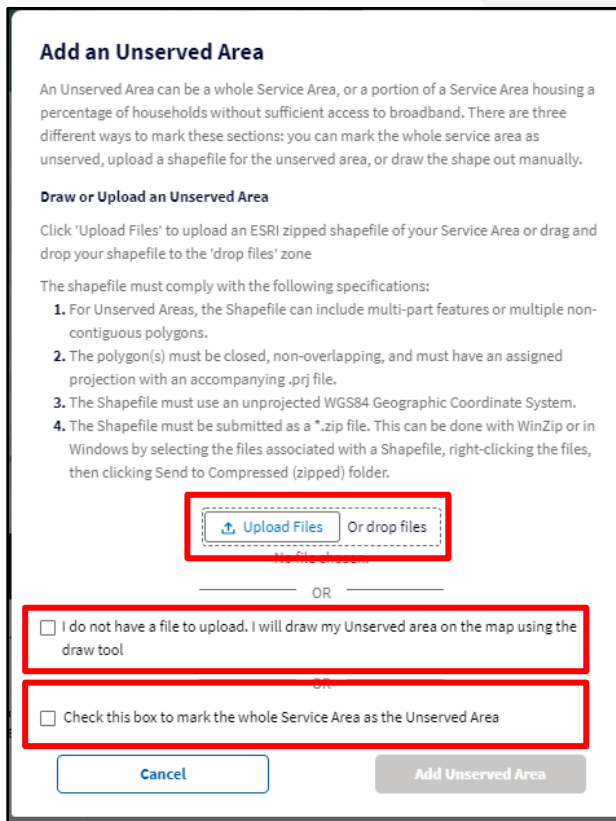 Add an Unserved Area
An Unserved Area can be a whole Service Area, or a portion of a Service Area housing a
percentage of households without sufficient access to broadband. There are three
different ways to mark these sections: you can mark the whole service area as
unserved, upload a shapefile for the unserved area, or draw the shape out manually.
Draw or Upload an Unserved Area
Click 'Upload Files' to upload an ESRI zipped shapefile of your Service Area or drag and
drop your shapefile to the 'drop files' zone
The shapefile must comply with the following specifications:
1. For Unserved Areas, the Shapefile can include multi-part features or multiple non-
contiguous polygons.
2. The polygon(s) must be closed, non-overlapping, and must have an assigned
projection with an accompanying .prj file.
3. The Shapefile must use an unprojected WGS84 Geographic Coordinate System.
4. The Shapefile must be submitted as a *.zip file. This can be done with WinZip or in
Windows by selecting the files associated with a Shapefile, right-clicking the files,
then clicking Send to Compressed (zipped) folder.
Upload Files Or drop files
No file chosen.
OR
I do not have a file to upload. I will draw my Unserved area on the map using the
draw tool
OR
Check this box to mark the whole Service Area as the Unserved Area
Cancel Add Unserved Area